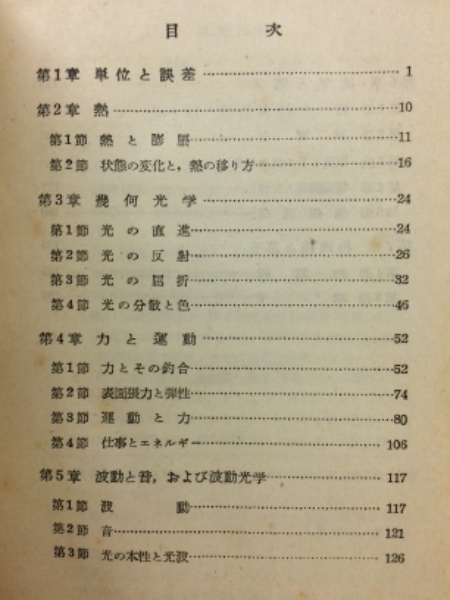 目次
第1章 単位と誤差 1
第2章 熱 10
第1節 熱と膨脹 11
第2節 状態の変化と，熱の移り方 16
第3章 幾何光学 24
第1節 光の直進 24
第2節 光の反射 26
第3節 光の屈折 32
第4節 光の分散と色 46
第4章 力と運動 52
第1節 力とその釣合 52
第2節 表面張力と弾性 74
第3節 運動と力 80
第4節 仕事とエネルギー 106
第5章 波動と音，および波動光学 117
第1節 波動 117
第2節 音 121
第3節 光の本性と光波 126